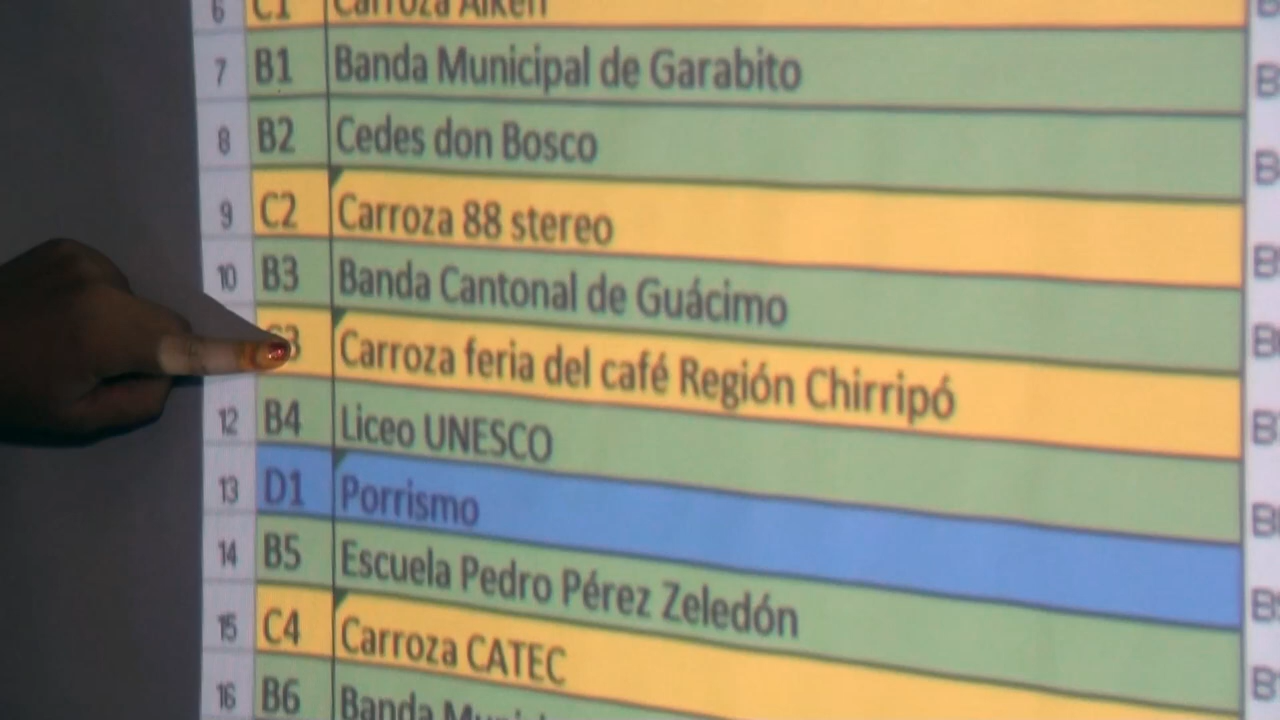 6 C1 Carroza Aiken
7 B1 Banda Municipal de Garabito B
8 B2 Cedes don Bosco B
9 C2 Carroza 88 stereo B
10 B3 Banda Cantonal de Guácimo B
C3 Carroza feria del café Región Chirripó B
12 B4 Liceo UNESCO B
13 D1 Porrismo B
14 B5 Escuela Pedro Pérez Zeledón
15 C4 Carroza CATEC
16 B6 Banda